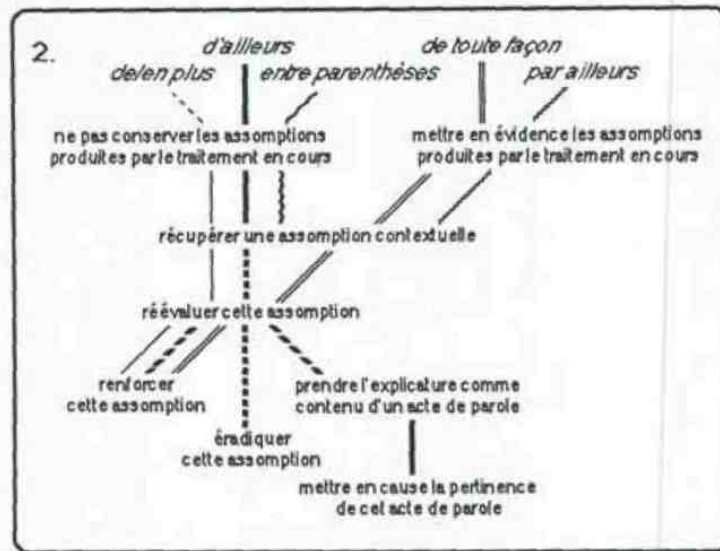 2.
d'ailleurs
de toute façon
de/en plus
entre parenthèses
par ailleurs
ne pas conserver les assomptions
produites par le traitement en cours
mettre en évidence les assomptions
produites par le traitement en cours
récupérer une assomption contextuelle
réévaluer cette assomption
renforcer
cette assomption
prendre l'explicature comme
contenu d'un acte de parole
éradiquer
cette assomption
mettre en cause la pertinence
de cet acte de parole